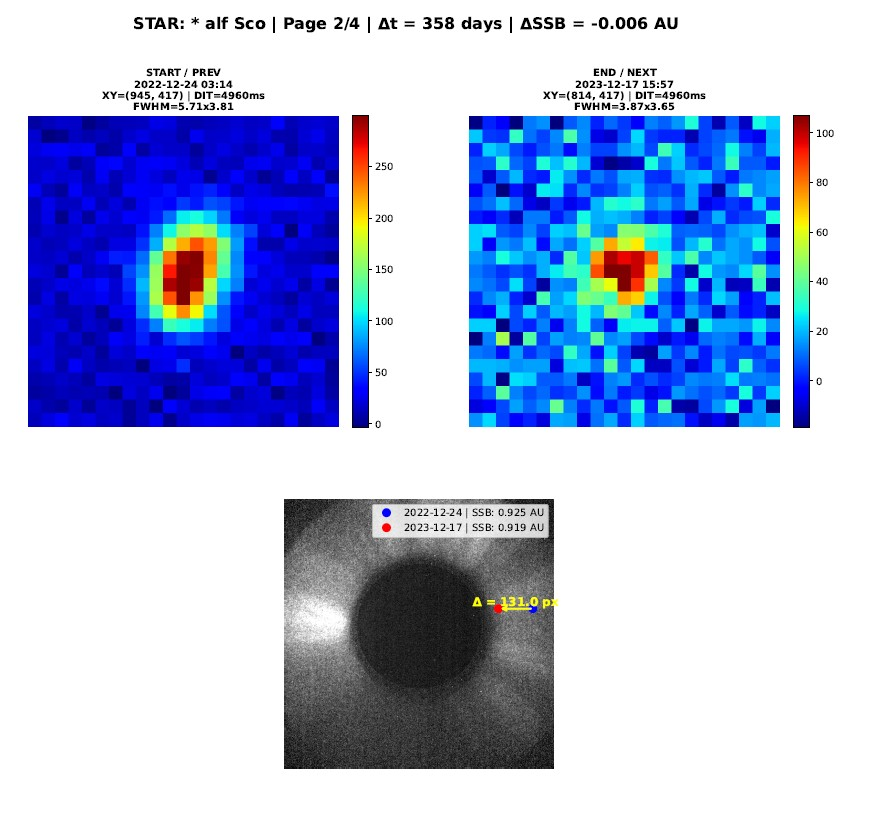 STAR: * alf Sco | Page 2/4 | Δt = 358 days | ΔSSB = -0.006 AU
START / PREV
2022-12-24 03:14
XY=(945, 417) | DIT=4960ms
FWHM=5.71x3.81
250
200
150
100
50
0
END / NEXT
2023-12-17 15:57
XY=(814, 417) | DIT=4960ms
FWHM=3.87x3.65
100
80
60
40
20
0
2022-12-24 | SSB: 0.925 AU
2023-12-17 | SSB: 0.919 AU
Δ = 131.0 px